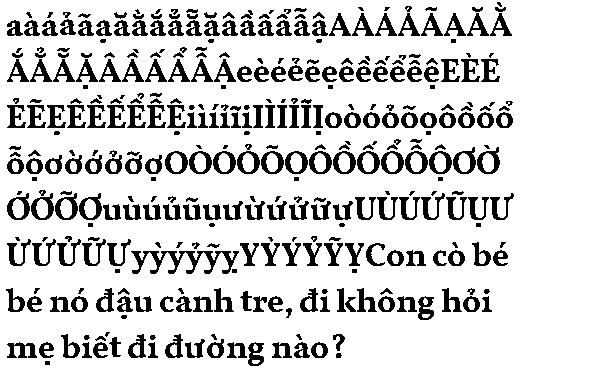 aàáảãạăằắẳẵặâầấẩẫậAÀÁẢÃẠĂẰ
ẮẲẴẶÂẦẤẨẪẬeèéẻẽẹêềếểễệEÈÉ
ẺẼẸÊỀẾỂỄỆiìíỉĩịIÌÍỈĨỊoòóỏõọôồốổ
ỗộơờớởỡợOÒÓỎÕỌÔỒỐỔỖỘƠỜ
ỚỞỠỢuùúủũụưừứửữựUÙÚỨŨỤƯ
ỪỨỬỮỰyỳýỷỹỵYỲÝỶỸỴCon cò bé
bé nó đậu cành tre, đi không hỏi
mẹ biết đi đường nào?